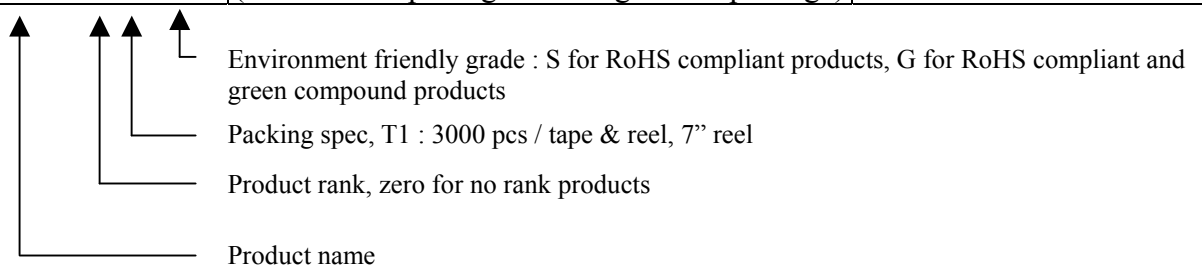 Environment friendly grade : S for RoHS compliant products, G for RoHS compliant and
green compound products
Packing spec, T1 : 3000 pcs / tape & reel, 7” reel
Product rank, zero for no rank products
Product name